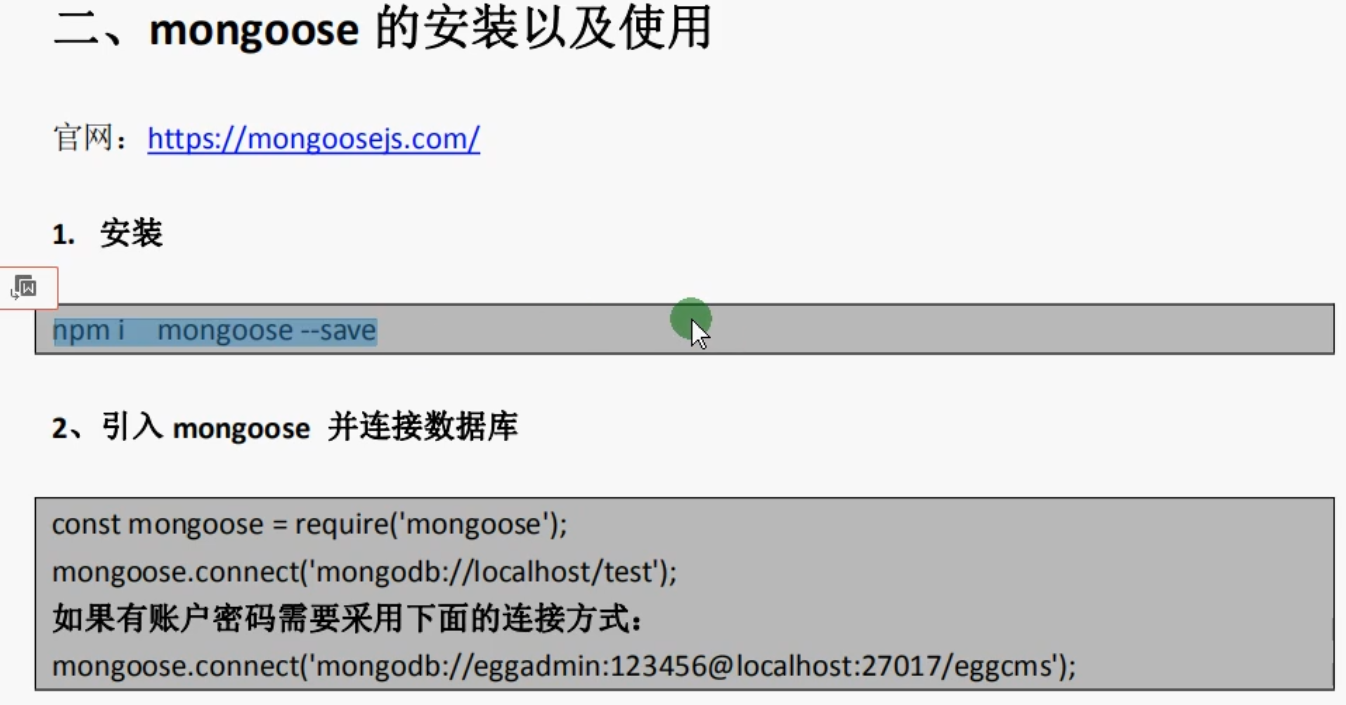 二、mongoose 的安装以及使用
官网：https://mongoosejs.com/
1. 安装
npm i mongoose --save
2、引入 mongoose 并连接数据库
const mongoose = require('mongoose');
mongoose.connect('mongodb://localhost/test');
如果有账户密码需要采用下面的连接方式：
mongoose.connect('mongodb://eggadmin:123456@localhost:27017/eggcms');